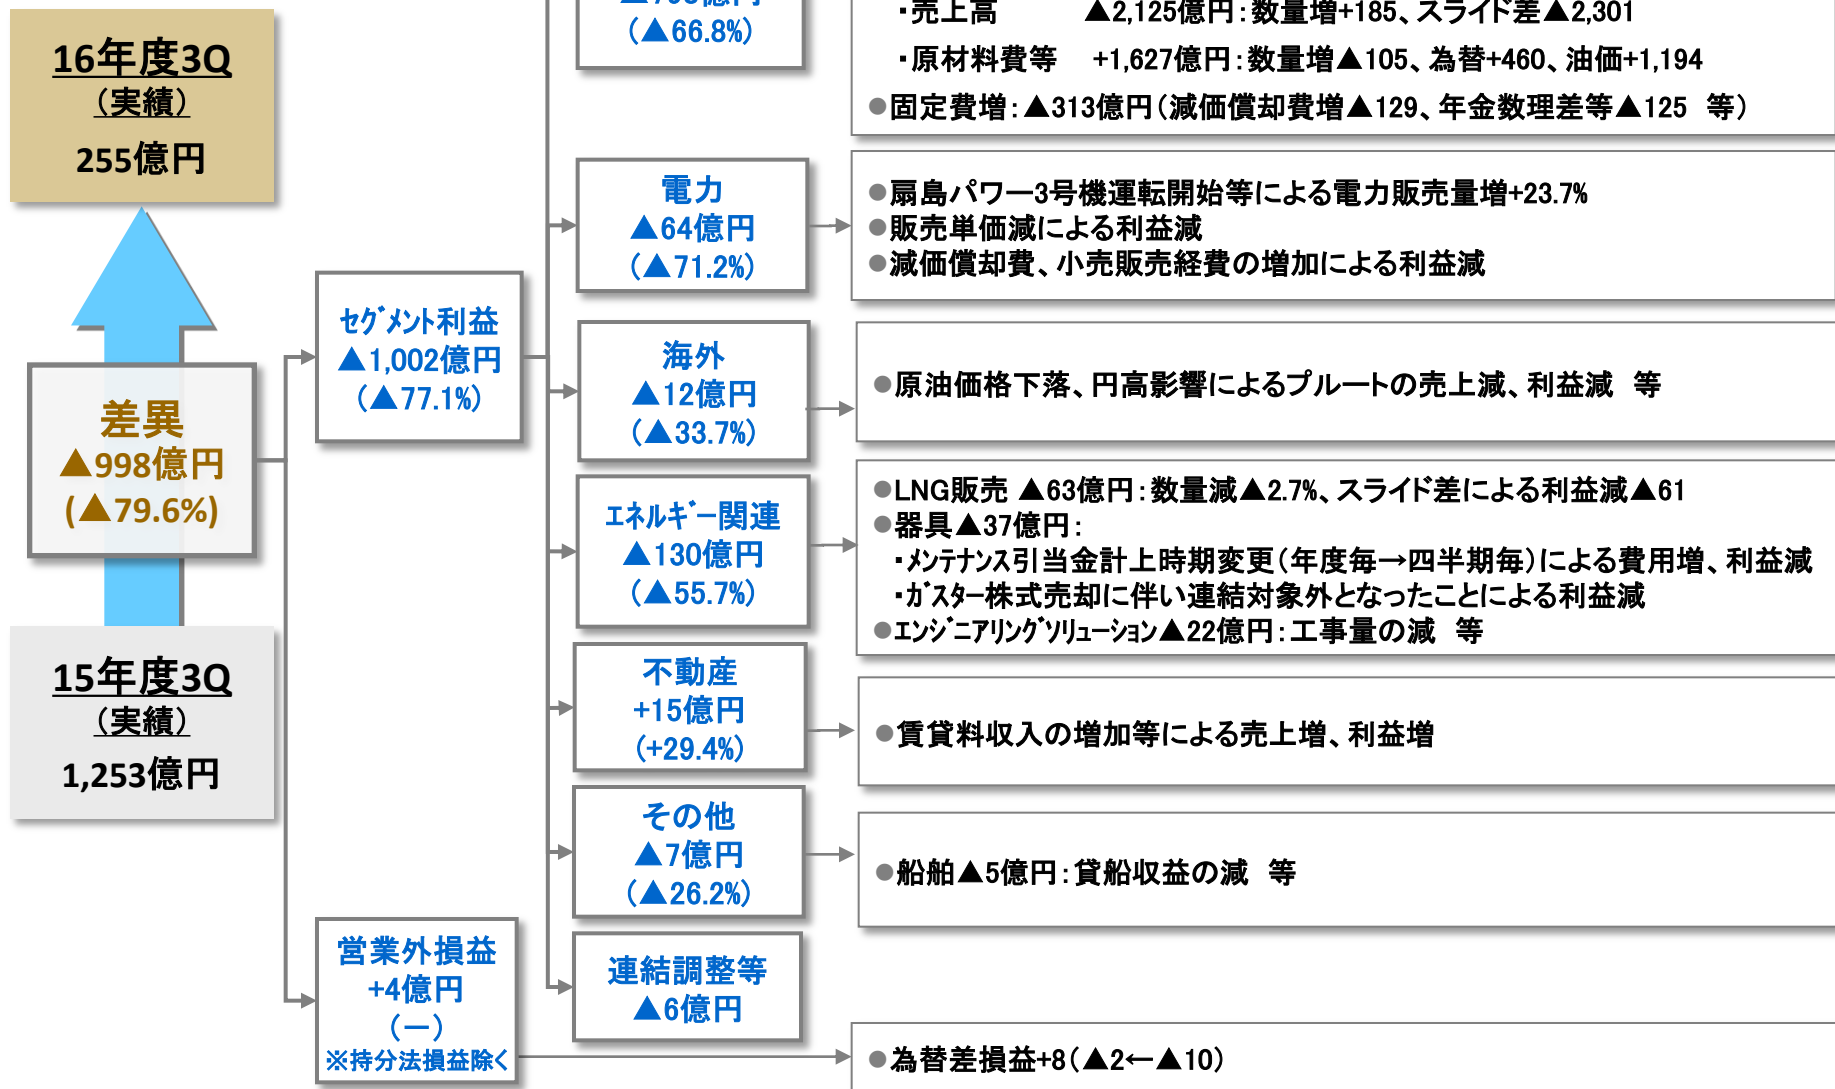 16年度3Q
（実績）
255億円
差異
▲998億円
(▲79.6%)
15年度3Q
（実績）
1,253億円
セグメント利益
▲1,002億円
（▲77.1%）
営業外損益
+4億円
（－）
※持分法損益除く
（▲66.8%）
・売上高　▲2,125億円：数量増+185、スライド差▲2,301
・原材料費等　+1,627億円：数量増▲105、為替+460、油価+1,194
●固定費増：▲313億円（減価償却費増▲129、年金数理差等▲125　等）
電力
▲64億円
（▲71.2%）
●扇島パワー3号機運転開始等による電力販売量増+23.7%
●販売単価減による利益減
●減価償却費、小売販売経費の増加による利益減
海外
▲12億円
（▲33.7%）
●原油価格下落、円高影響によるプルートの売上減、利益減　等
エネルギー関連
▲130億円
（▲55.7%）
●LNG販売 ▲63億円：数量減▲2.7%、スライド差による利益減▲61
●器具▲37億円：
・メンテナンス引当金計上時期変更（年度毎→四半期毎）による費用増、利益減
・ガスター株式売却に伴い連結対象外となったことによる利益減
●エンジニアリングソリューション▲22億円：工事量の減　等
不動産
+15億円
（+29.4%）
●賃貸料収入の増加等による売上増、利益増
その他
▲7億円
（▲26.2%）
●船舶▲5億円：貸船収益の減　等
連結調整等
▲6億円
●為替差損益+8（▲2←▲10）